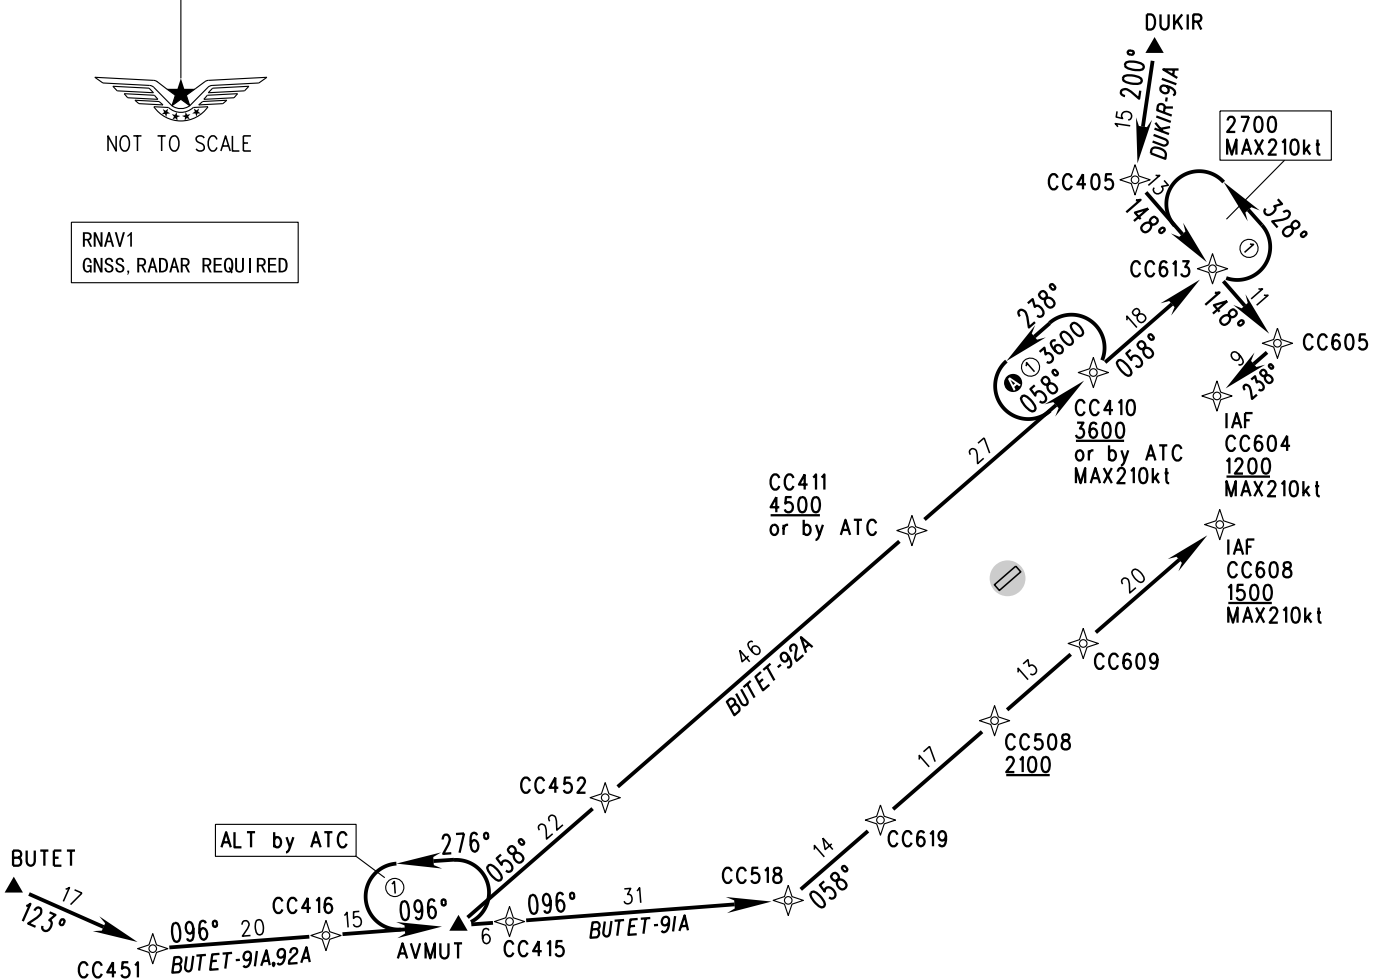 DUKIR
200°
15
DUKIR-91A
2700
MAX210kt
NOT TO SCALE
CC405
13
148°
328°
①
RNAV1
GNSS, RADAR REQUIRED
CC613
11
148°
238°
18
058°
CC605
① 3600
A
058°
9
238°
CC410
3600
or by ATC
MAX210kt
IAF
CC604
1200
MAX210kt
27
CC411
4500
or by ATC
IAF
CC608
1500
MAX210kt
20
46
BUTET-92A
CC609
13
CC508
2100
17
CC452
22
058°
CC619
14
058°
ALT by ATC
276°
①
BUTET
17
123°
CC518
CC416
15
096°
096°
31
BUTET-91A
096°
20
BUTET-91A,92A
AVMUT
6
CC415
CC451